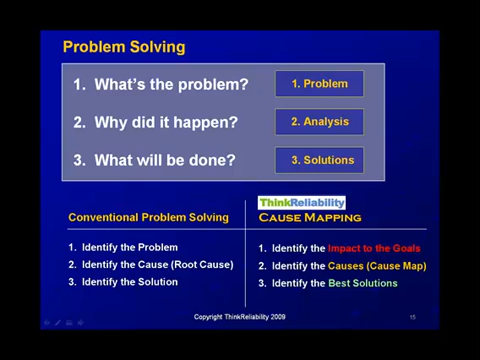 Problem Solving
1. What's the problem? 1. Problem
2. Why did it happen? 2. Analysis
3. What will be done? 3. Solutions
ThinkReliability
Conventional Problem Solving CAUSE MAPPING
1. Identify the Problem 1. Identify the Impact to the Goals
2. Identify the Cause (Root Cause) 2. Identify the Causes (Cause Map)
3. Identify the Solution 3. Identify the Best Solutions
Copyright ThinkReliability 2009 15